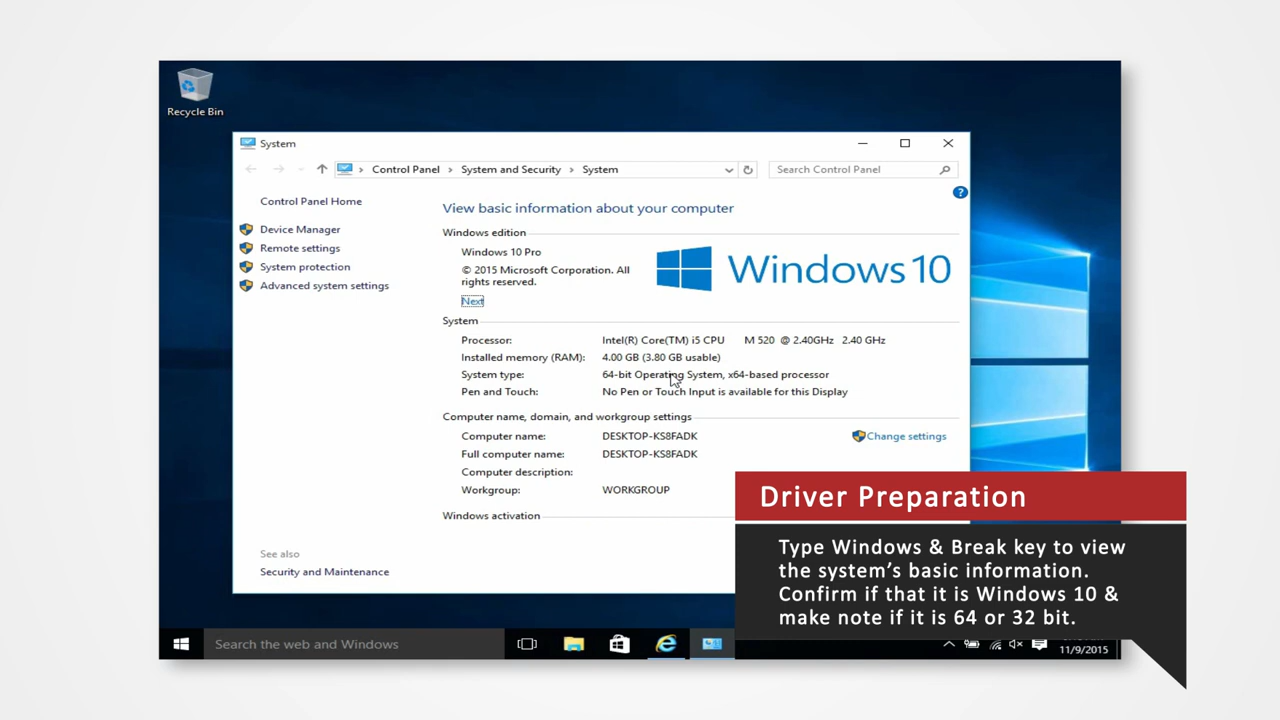 Recycle Bin
System
Control Panel
System and Security
System
Search Control Panel
?
Control Panel Home
Device Manager
Remote settings
System protection
Advanced system settings
See also
Security and Maintenance
View basic information about your computer
Windows edition
Windows 10 Pro
© 2015 Microsoft Corporation. All
rights reserved.
Next
Windows 10
System
Processor: Intel(R) Core(TM) i5 CPU M 520 @ 2.40GHz 2.40 GHz
Installed memory (RAM): 4.00 GB (3.80 GB usable)
System type: 64-bit Operating System, x64-based processor
Pen and Touch: No Pen or Touch Input is available for this Display
Computer name, domain, and workgroup settings
Computer name: DESKTOP-KS8FADK
Change settings
Full computer name: DESKTOP-KS8FADK
Computer description:
Workgroup: WORKGROUP
Windows activation
Driver Preparation
Type Windows & Break key to view
the system's basic information.
Confirm if that it is Windows 10 &
make note if it is 64 or 32 bit.
Search the web and Windows
11/9/2015